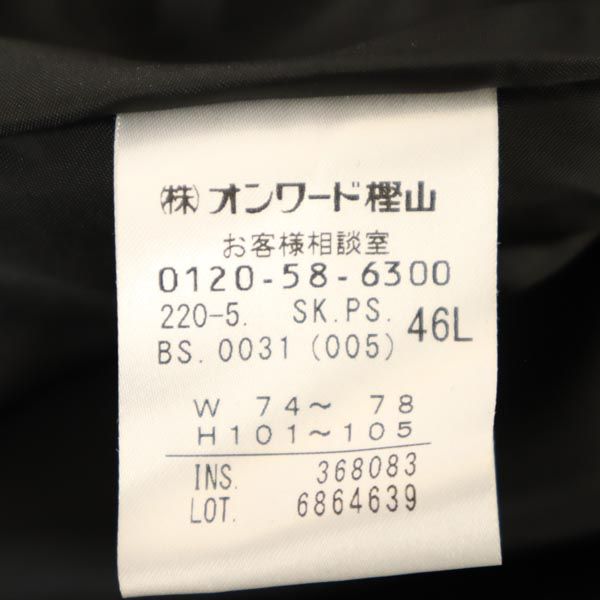 (株)オンワード樫山
お客様相談室
0120-58-6300
220-5. SK.PS. 46L
BS.0031(005)
W 74～ 78
H101～105
INS. 368083
LOT. 6864639